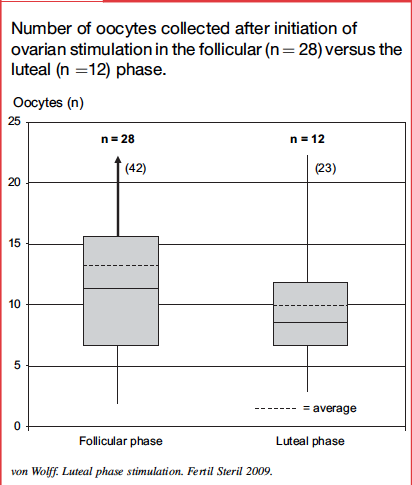 Number of oocytes collected after initiation of
ovarian stimulation in the follicular (n = 28) versus the
luteal (n =12) phase.
Oocytes (n)
25
n = 28
n = 12
(42)
(23)
20
15
10
5
------- = average
0
Follicular phase
Luteal phase
von Wolff. Luteal phase stimulation. Fertil Steril 2009.